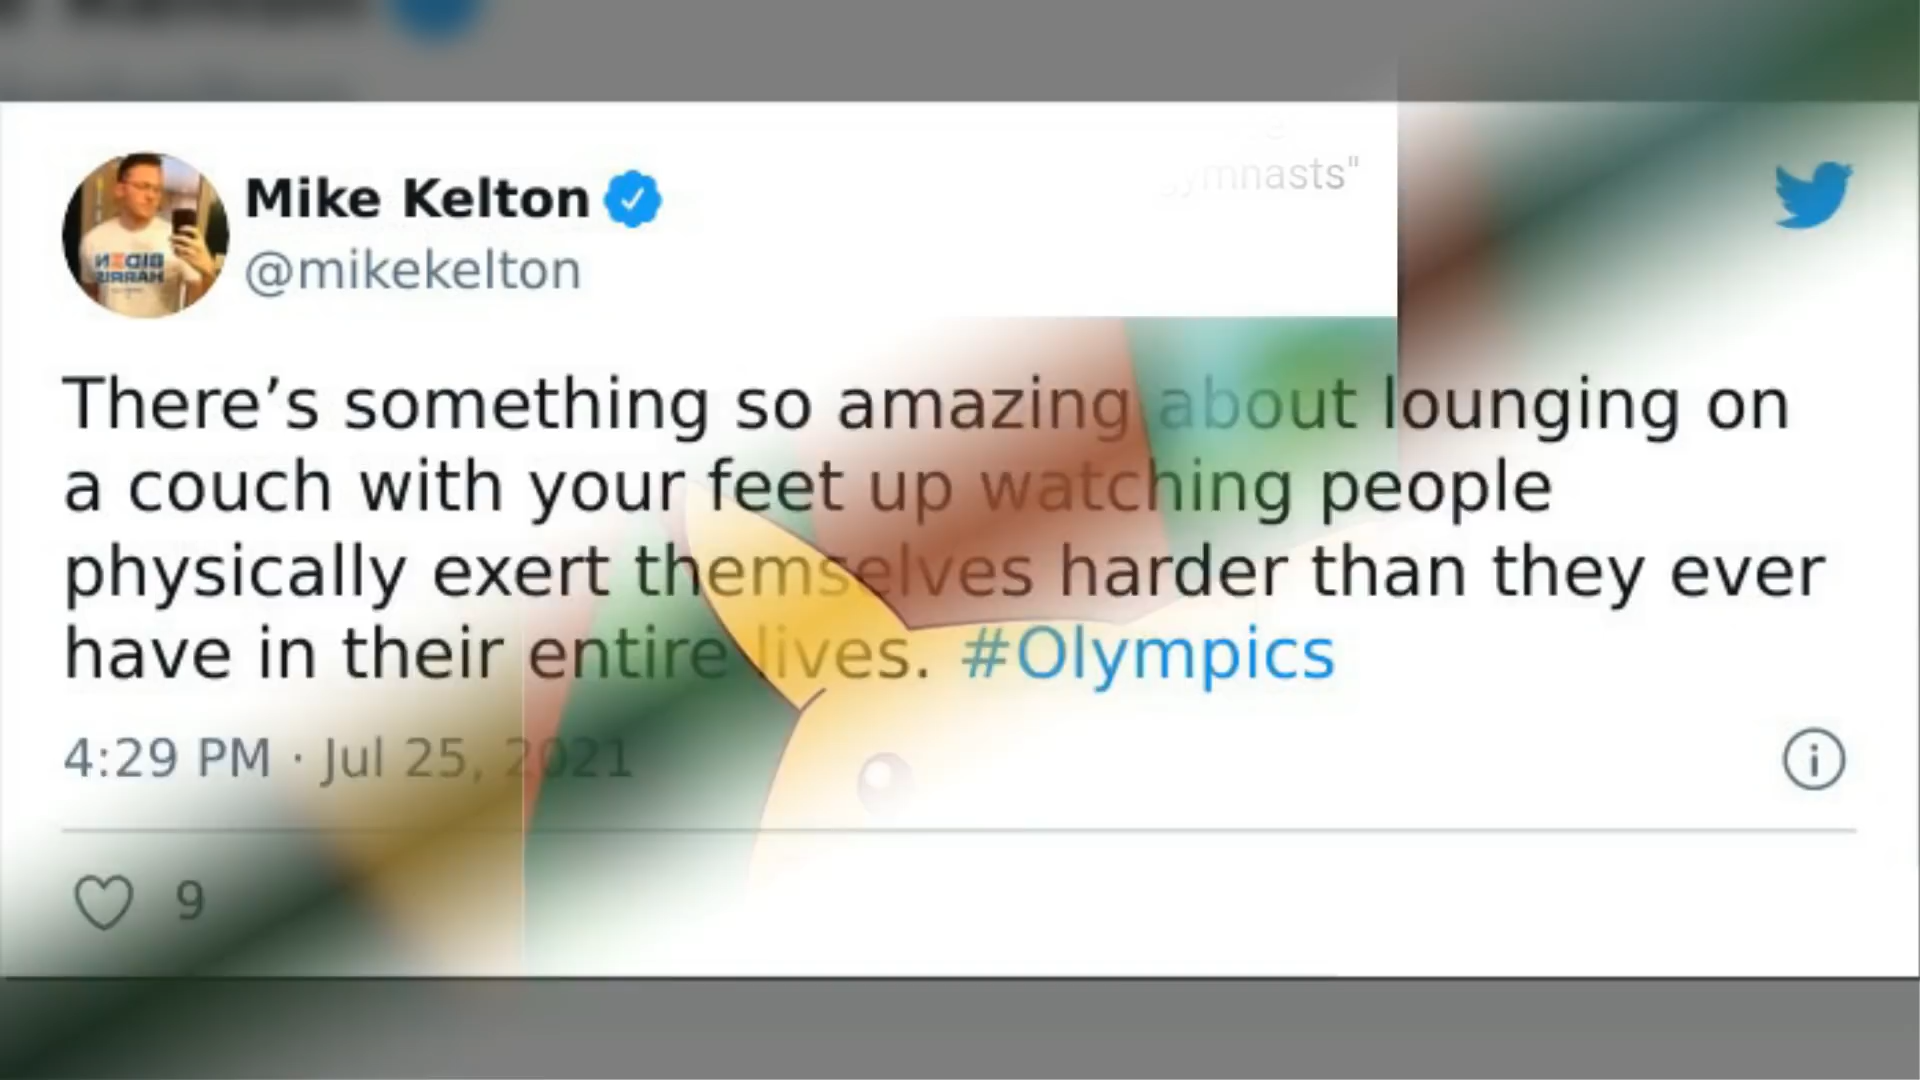 Mike Kelton
@mikekelton
There’s something so amazing about lounging on
a couch with your feet up watching people
physically exert themselves harder than they ever
have in their entire lives. #Olympics
4:29 PM · Jul 25, 2021
9